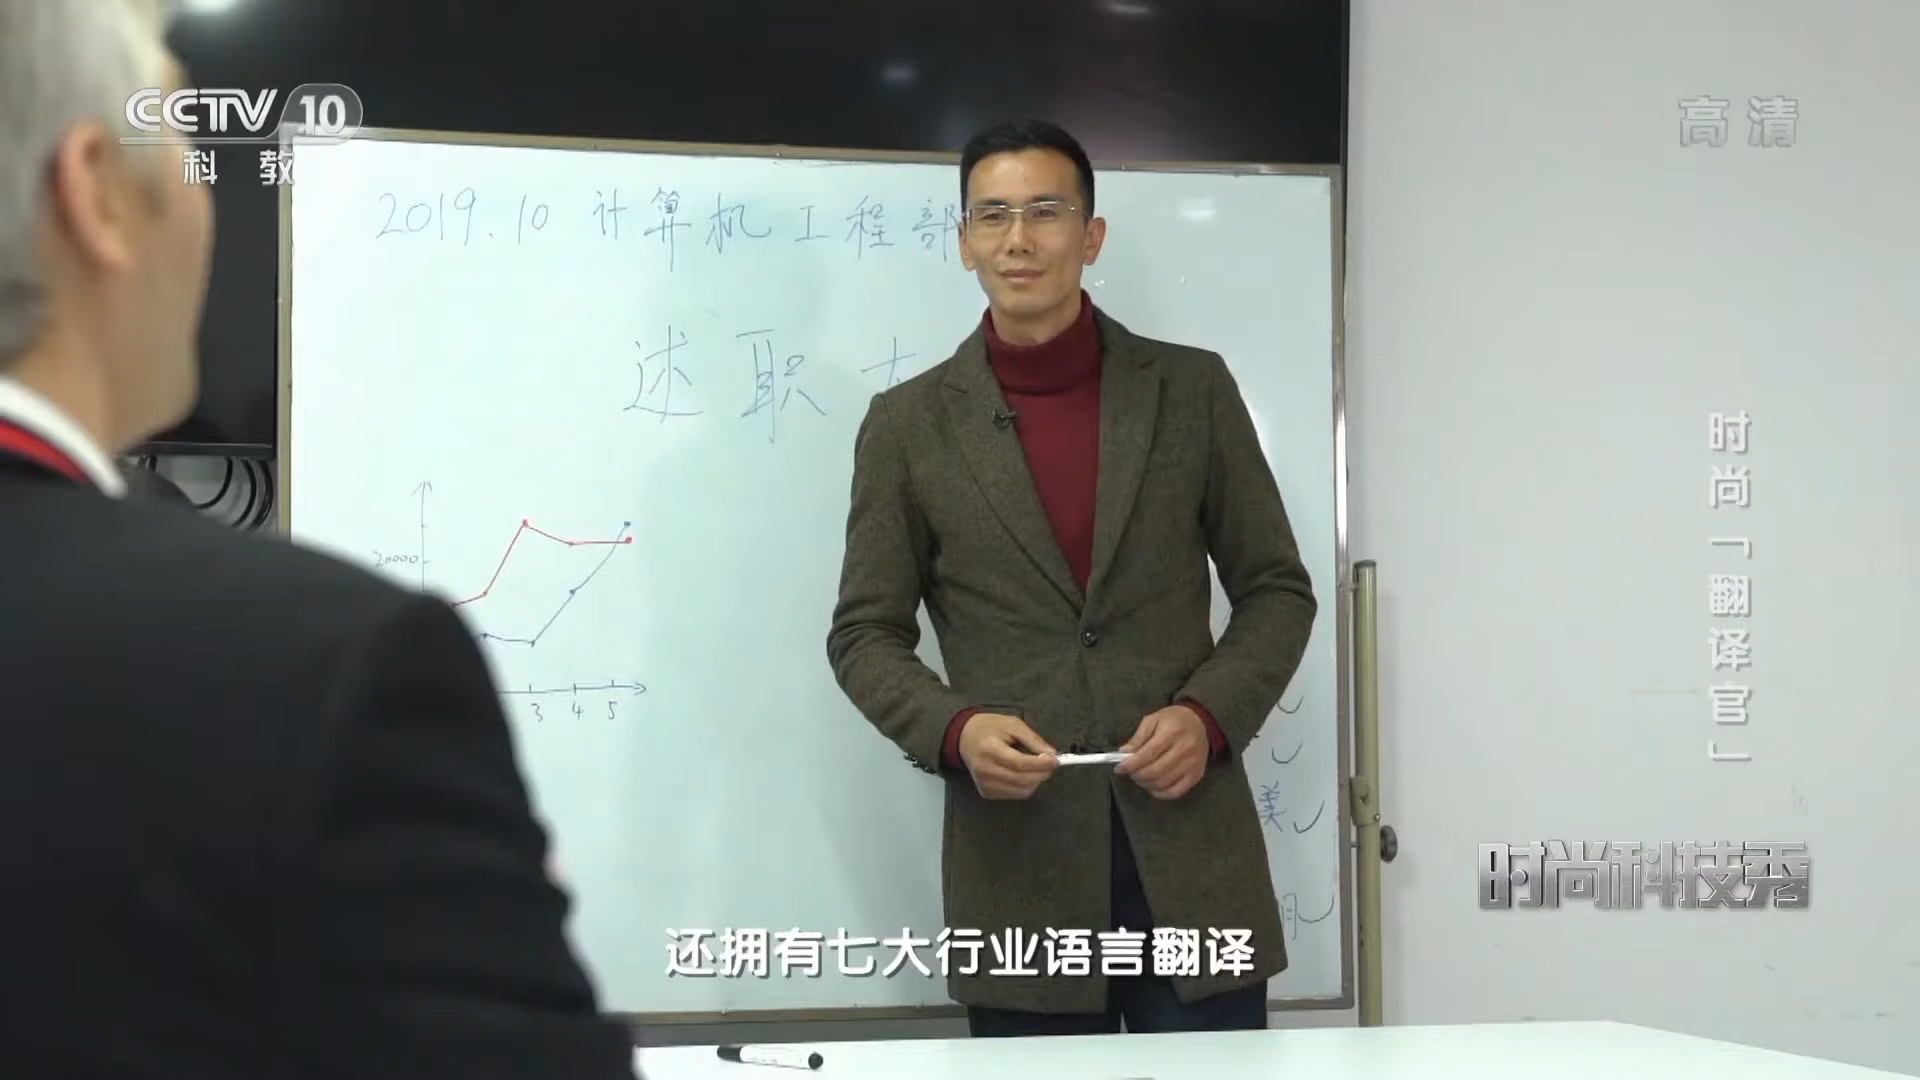 CCTV 10
科教
高清
2019.10 计算机工程部
述职
20000
3 4 5
美
时尚「翻译官」
时尚科技秀
还拥有七大行业语言翻译